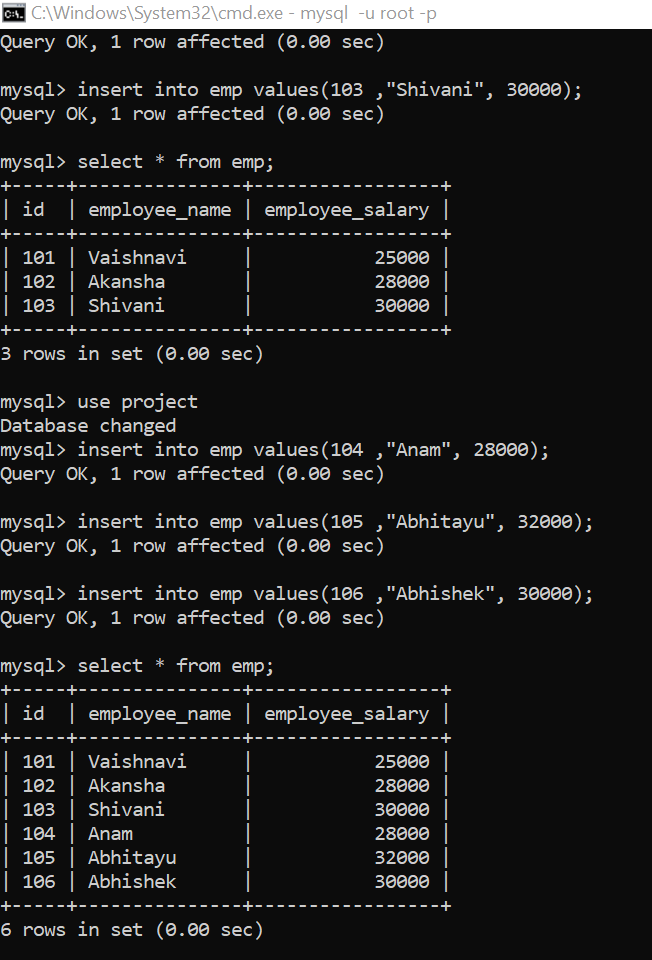 C:\Windows\System32\cmd.exe - mysql  -u root -p
Query OK, 1 row affected (0.00 sec)

mysql> insert into emp values(103 ,"Shivani", 30000);
Query OK, 1 row affected (0.00 sec)

mysql> select * from emp;
+-----+---------------+-----------------+
| id  | employee_name | employee_salary |
+-----+---------------+-----------------+
| 101 | Vaishnavi     |           25000 |
| 102 | Akansha       |           28000 |
| 103 | Shivani       |           30000 |
+-----+---------------+-----------------+
3 rows in set (0.00 sec)

mysql> use project
Database changed
mysql> insert into emp values(104 ,"Anam", 28000);
Query OK, 1 row affected (0.00 sec)

mysql> insert into emp values(105 ,"Abhitayu", 32000);
Query OK, 1 row affected (0.00 sec)

mysql> insert into emp values(106 ,"Abhishek", 30000);
Query OK, 1 row affected (0.00 sec)

mysql> select * from emp;
+-----+---------------+-----------------+
| id  | employee_name | employee_salary |
+-----+---------------+-----------------+
| 101 | Vaishnavi     |           25000 |
| 102 | Akansha       |           28000 |
| 103 | Shivani       |           30000 |
| 104 | Anam          |           28000 |
| 105 | Abhitayu      |           32000 |
| 106 | Abhishek      |           30000 |
+-----+---------------+-----------------+
6 rows in set (0.00 sec)